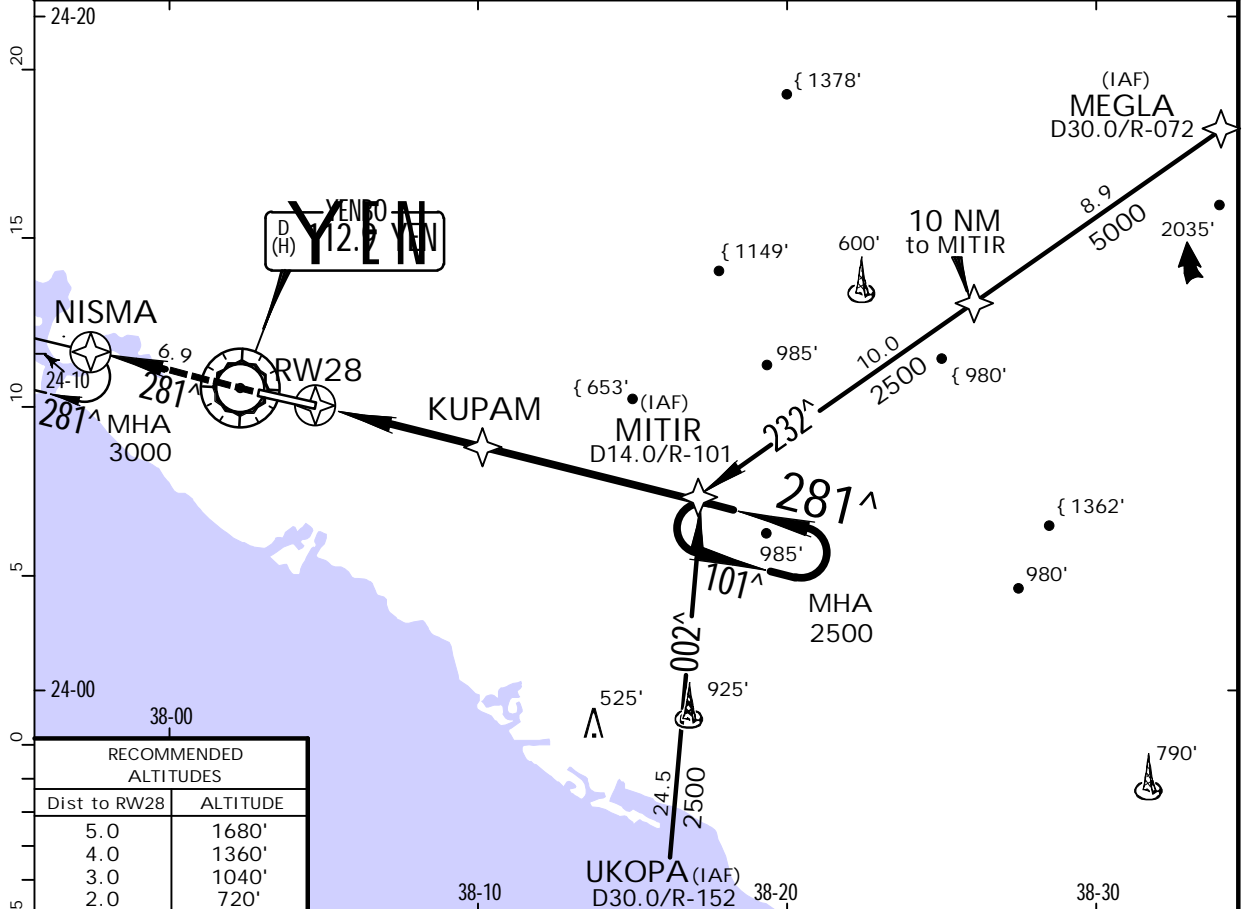 24-20
20
{ 1378'
(IAF)
MEGLA
D30.0/R-072
8.9
5000
2035'
10 NM
to MITIR
600'
{ 1149'
15
YENBO
D
(H)
112.9 YEN
Y E N
NISMA
6.9
281^
RW28
24-10
10
281^
MHA
3000
KUPAM
{ 653'
985'
(IAF)
MITIR
D14.0/R-101
10.0
2500
{ 980'
232^
281^
985'
101^
MHA
2500
{ 1362'
980'
5
002^
24-00
38-00
525'
925'
790'
0
24.5
2500
UKOPA (IAF)
D30.0/R-152
38-10
38-20
38-30
RECOMMENDED
ALTITUDES
Dist to RW28 ALTITUDE
5.0 1680'
4.0 1360'
3.0 1040'
2.0 720'
5